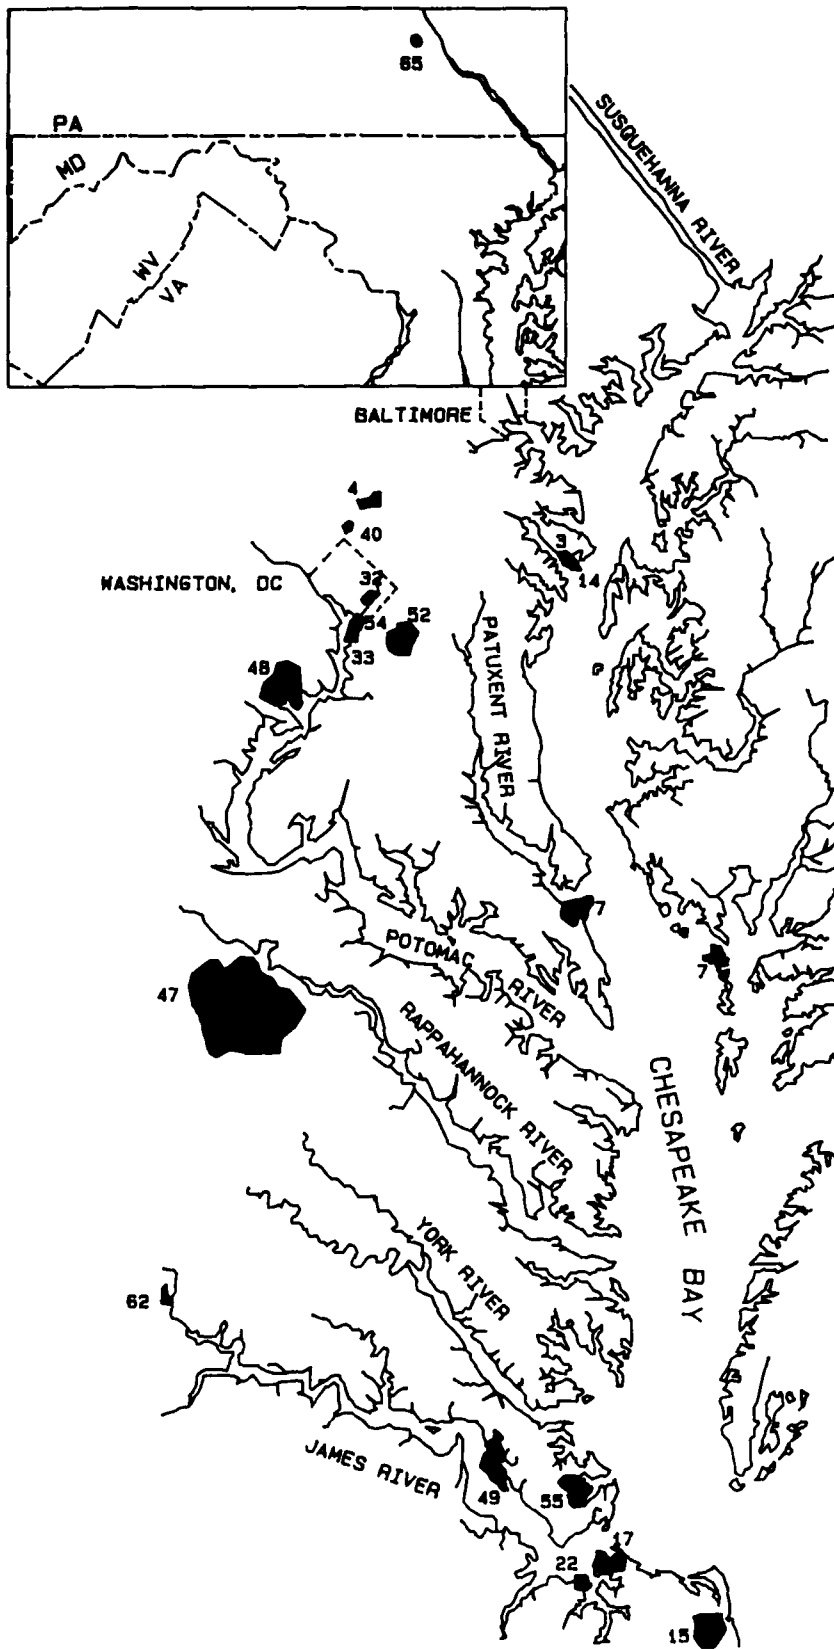 65
PA
MD
WV
VA
SUSQUEHANNA RIVER
BALTIMORE
4
40
3
14
WASHINGTON, DC
32
54
52
33
48
PATUXENT RIVER
7
POTOMAC RIVER
7
47
RAPPAHANNOCK RIVER
CHESAPEAKE BAY
YORK RIVER
62
JAMES RIVER
49
55
17
22
15